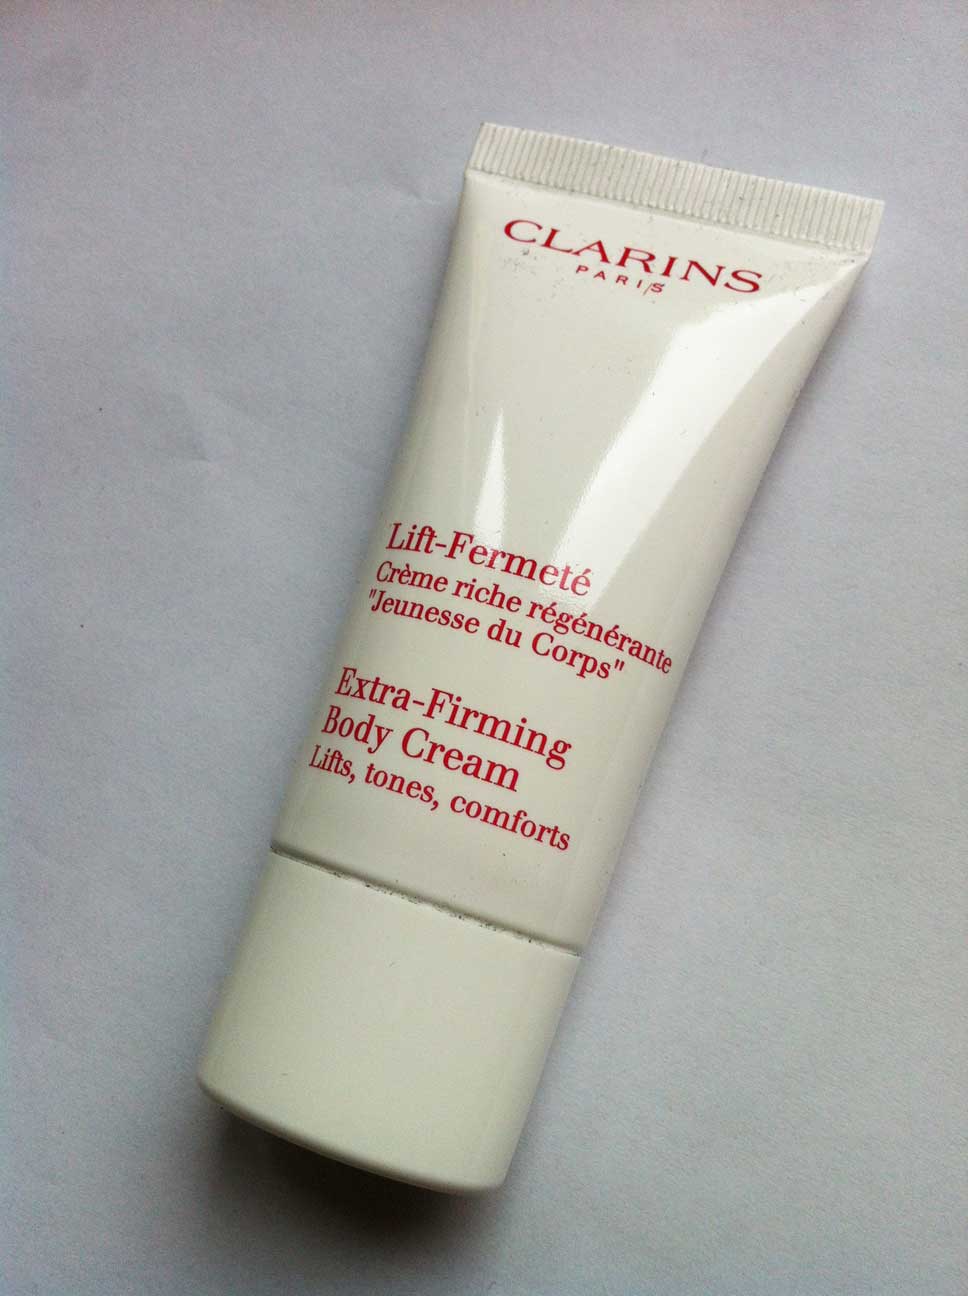 CLARINS
PARIS
Lift-Fermeté
Crème riche régénérante
"Jeunesse du Corps"
Extra-Firming
Body Cream
Lifts, tones, comforts